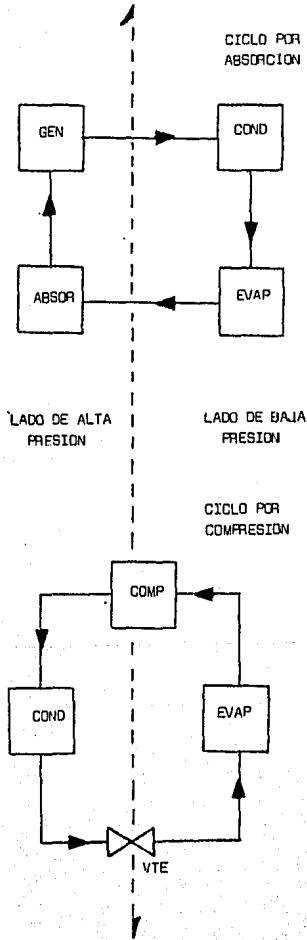 CICLO POR
ABSORCION
GEN
COND
ABSOR
EVAP
LADO DE ALTA
PRESION
LADO DE BAJA
PRESION
CICLO POR
COMPRESION
COMP
COND
EVAP
VTE